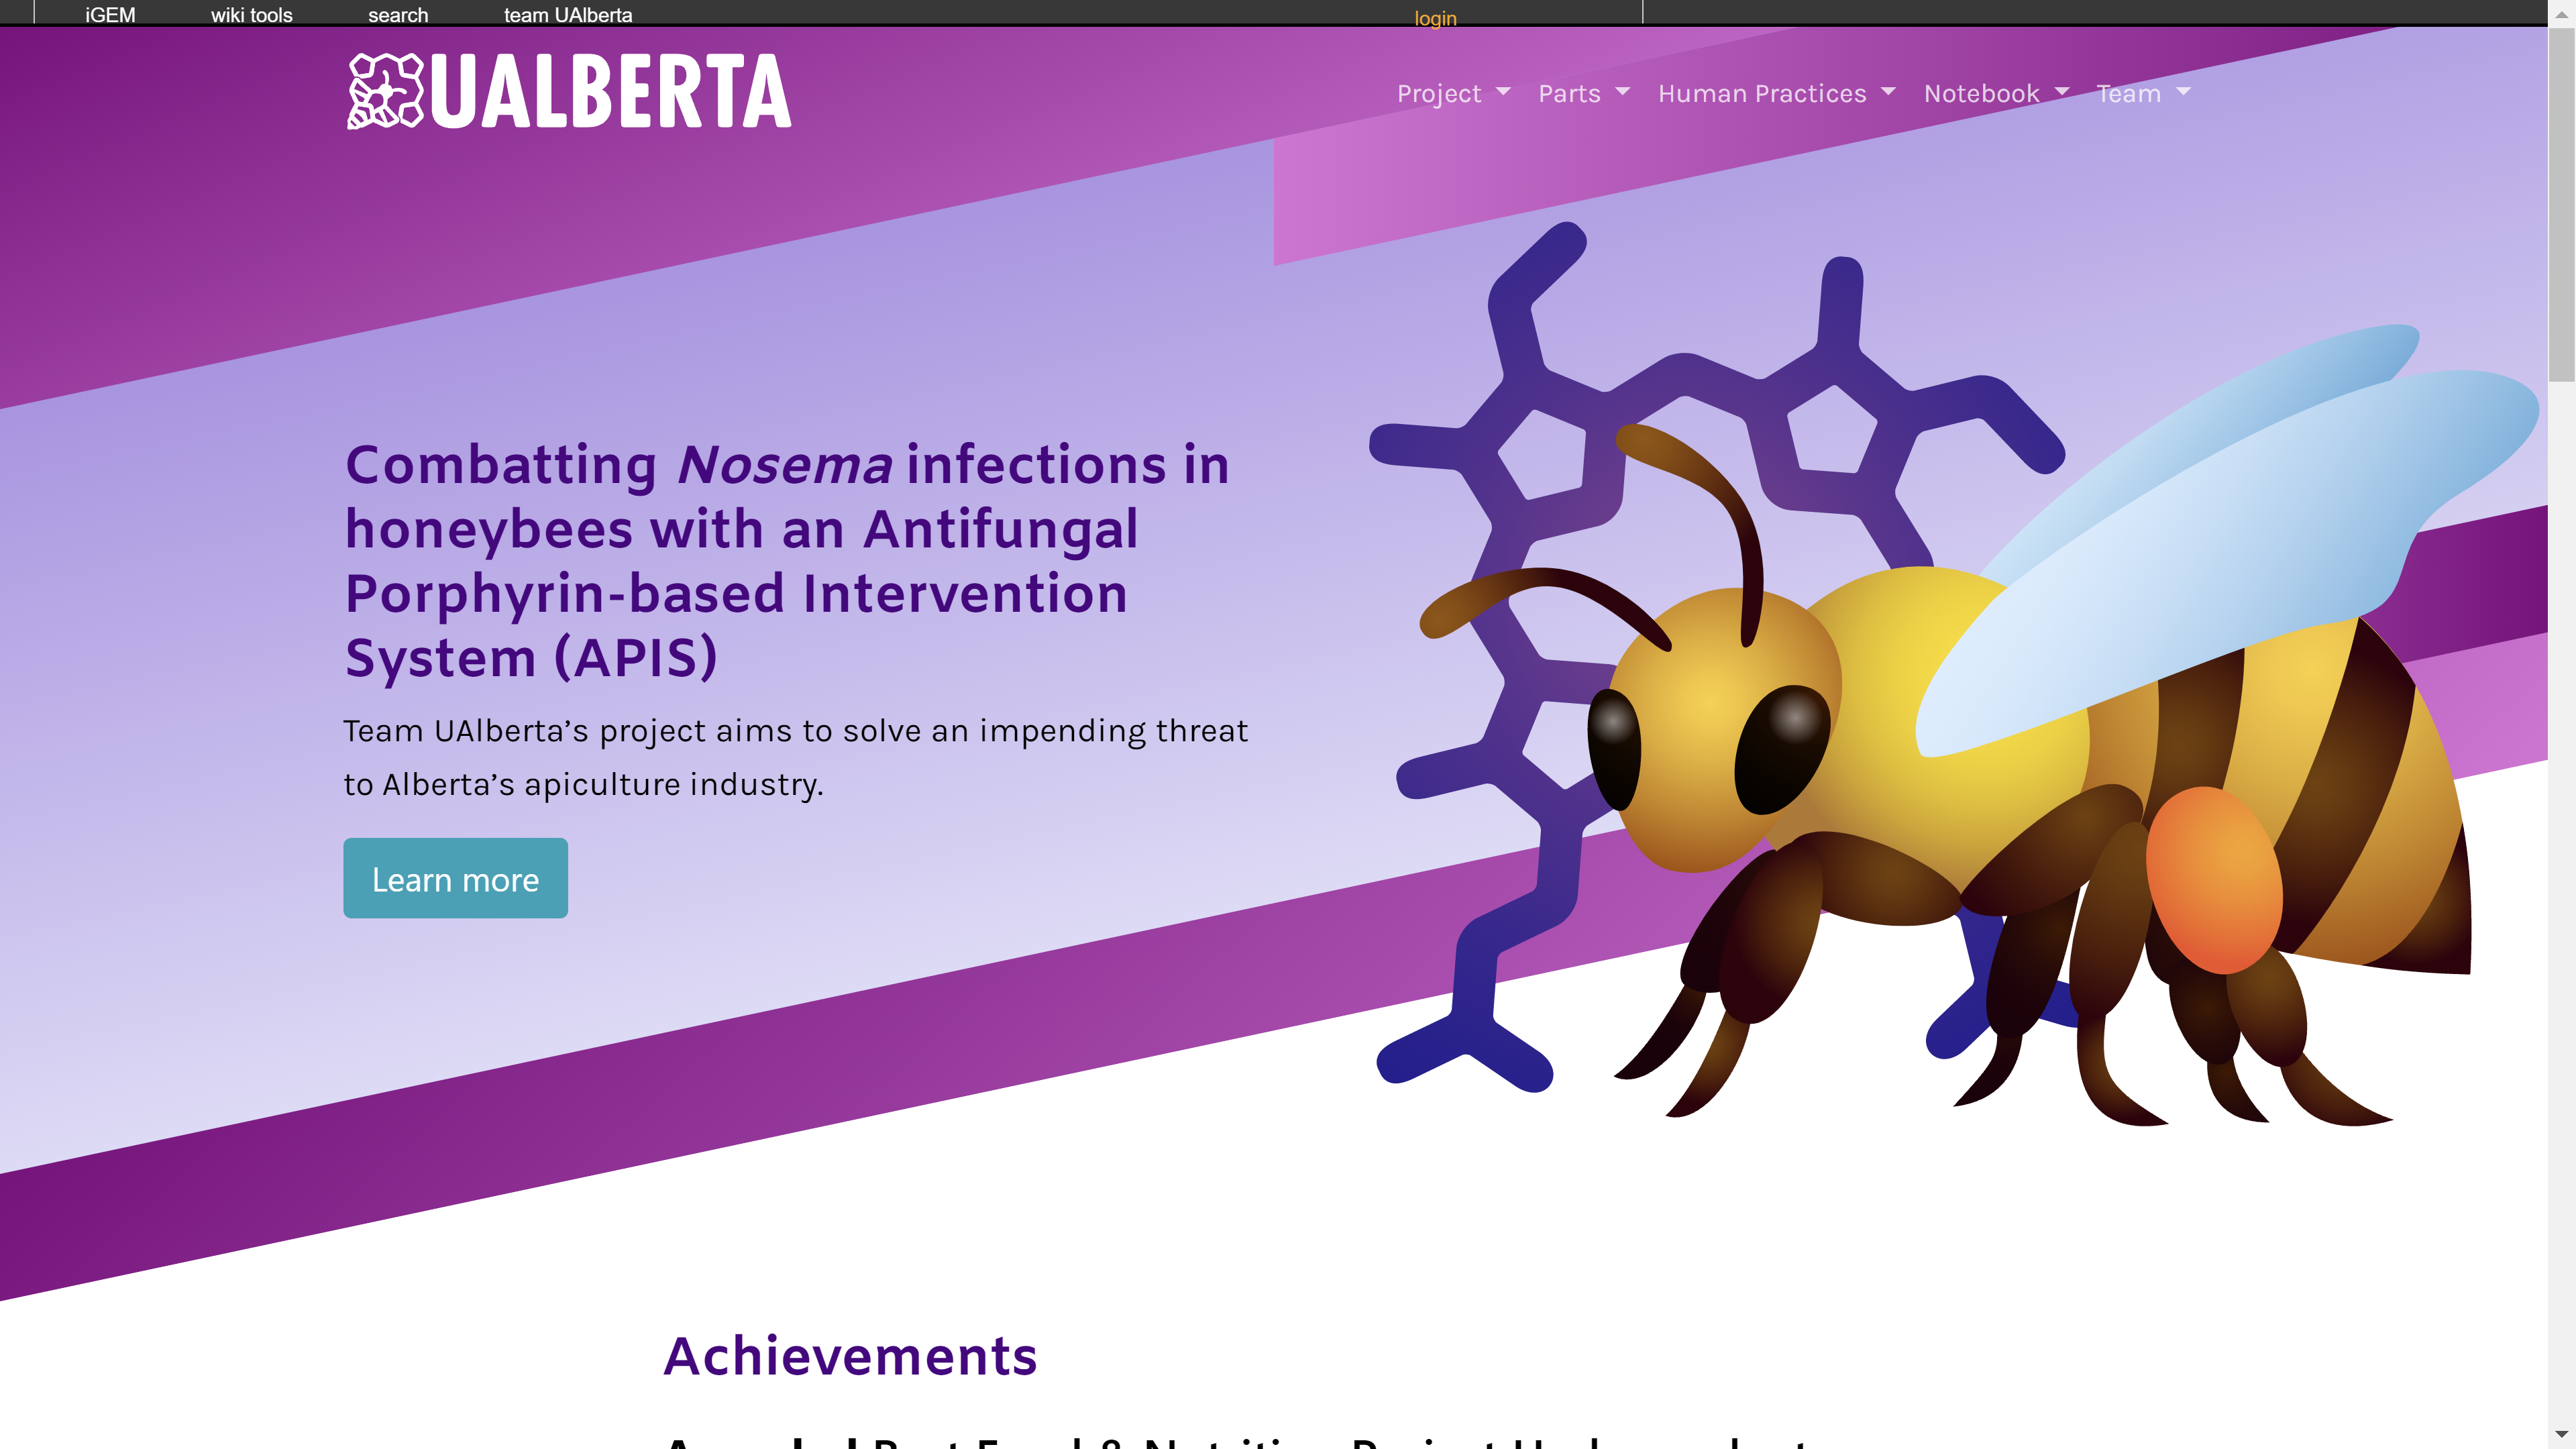 iGEM wiki tools search team UAlberta login
UALBERTA
Project Parts Human Practices Notebook Team
Combatting Nosema infections in
honeybees with an Antifungal
Porphyrin-based Intervention
System (APIS)
Team UAlberta’s project aims to solve an impending threat
to Alberta’s apiculture industry.
Learn more
Achievements